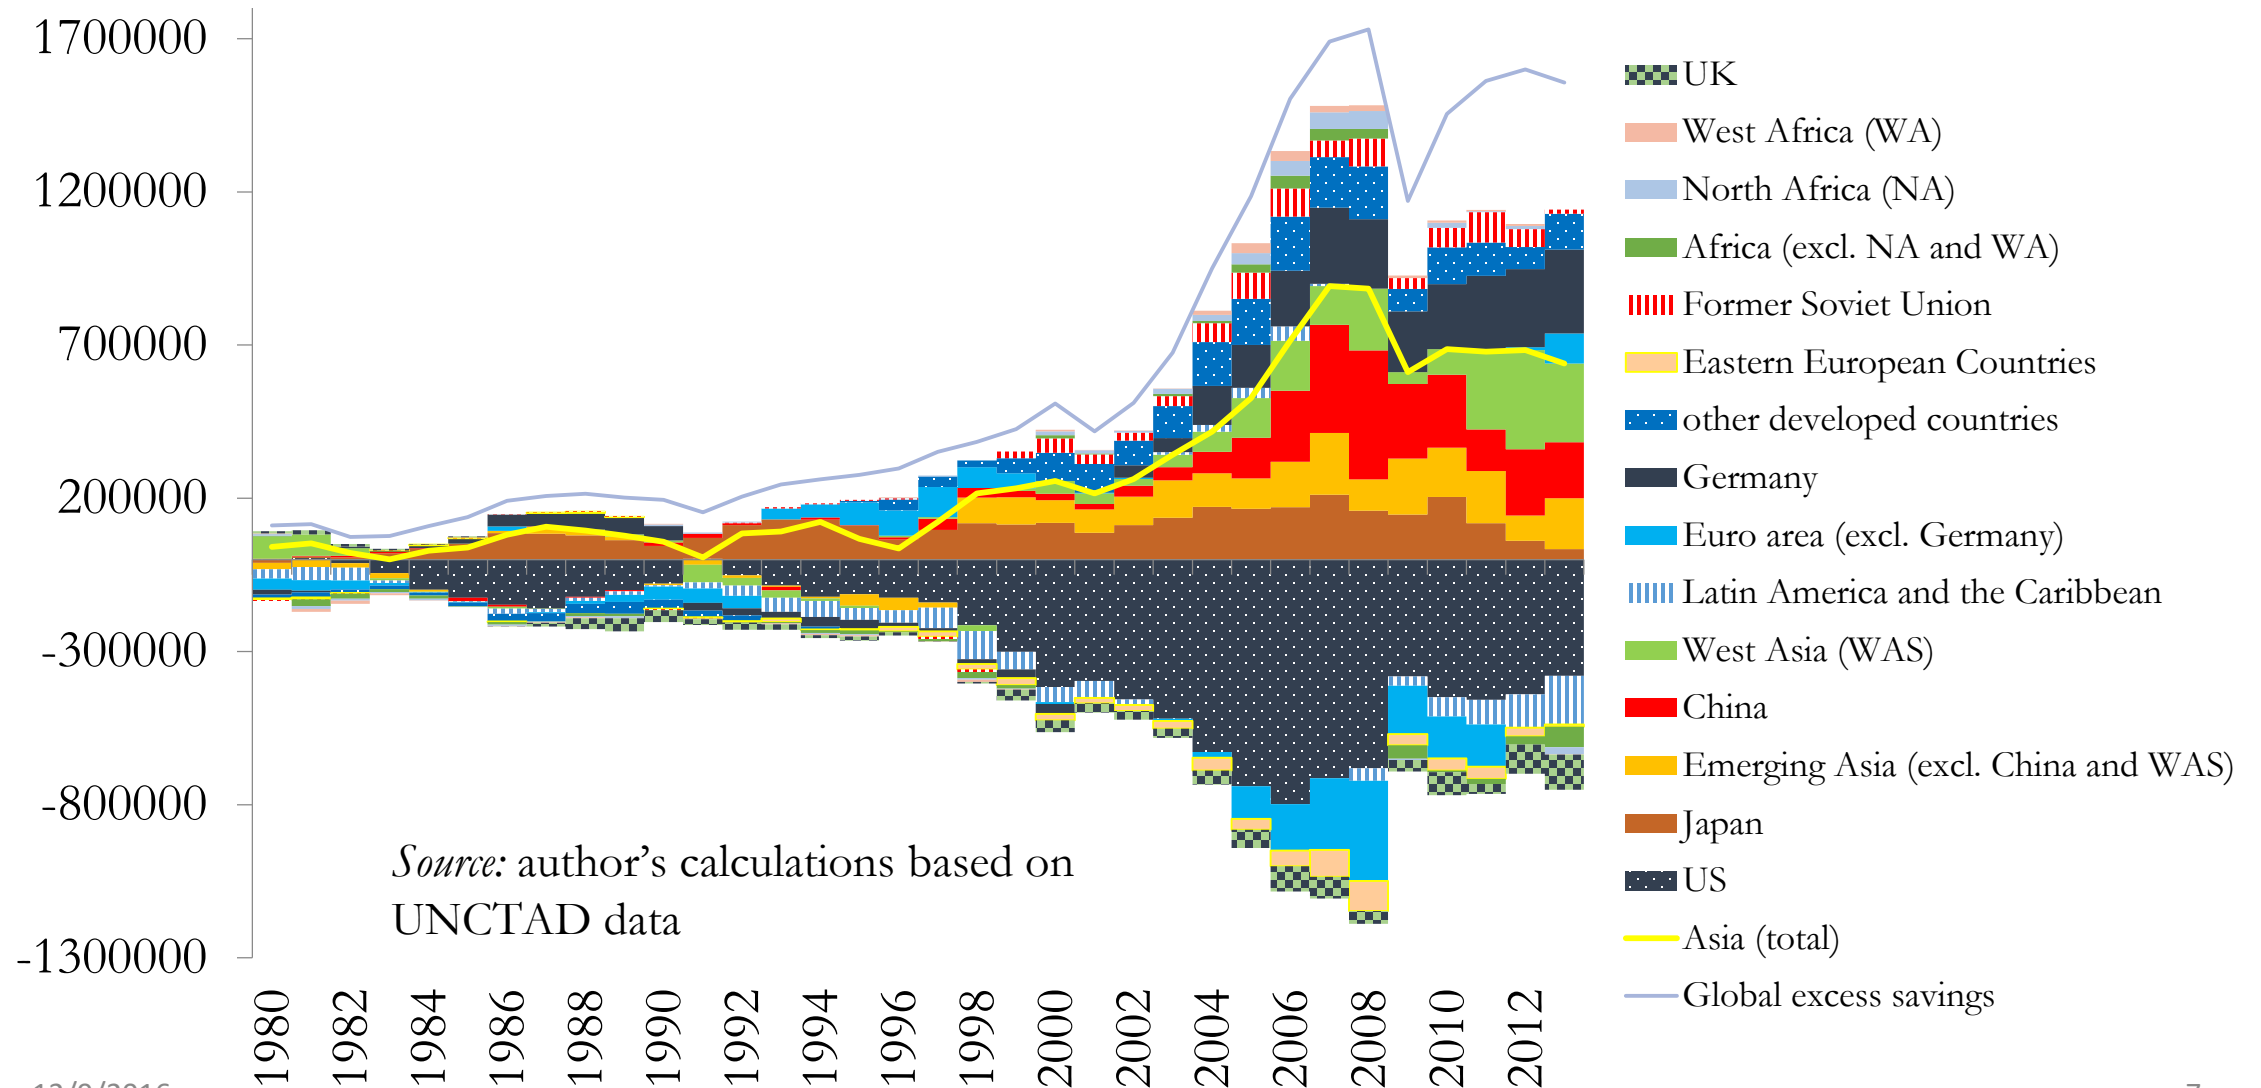 1700000
1200000
700000
200000
-300000
-800000
-1300000
Source: author's calculations based on
UNCTAD data
1980
1982
1984
1986
1988
1990
1992
1994
1996
1998
2000
2002
2004
2006
2008
2010
2012
UK
West Africa (WA)
North Africa (NA)
Africa (excl. NA and WA)
Former Soviet Union
Eastern European Countries
other developed countries
Germany
Euro area (excl. Germany)
Latin America and the Caribbean
West Asia (WAS)
China
Emerging Asia (excl. China and WAS)
Japan
US
Asia (total)
Global excess savings